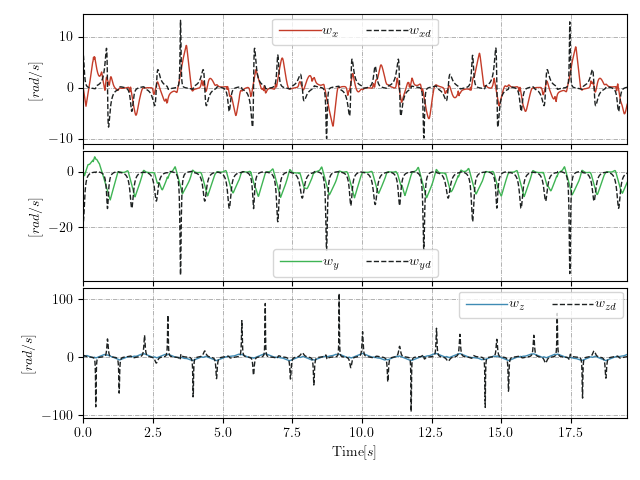 10
0
−10
[rad/s]
w_x w_xd
0
−20
[rad/s]
w_y w_yd
100
0
−100
[rad/s]
w_z w_zd
0.0 2.5 5.0 7.5 10.0 12.5 15.0 17.5
Time[s]